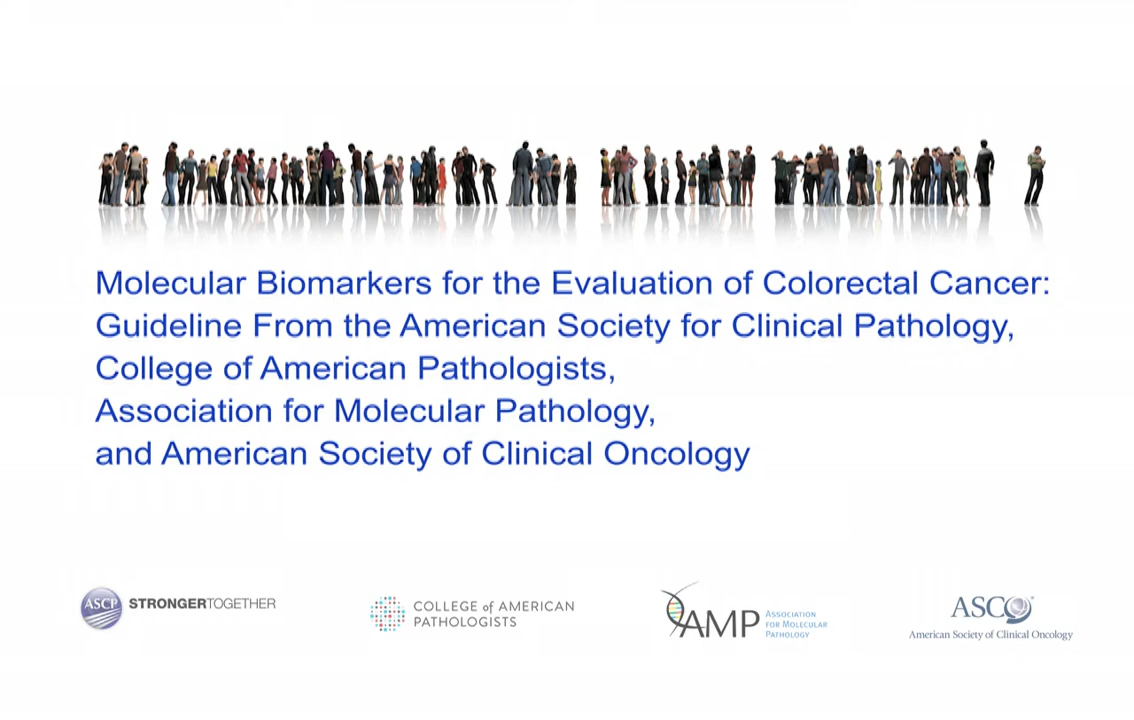 Molecular Biomarkers for the Evaluation of Colorectal Cancer:
Guideline From the American Society for Clinical Pathology,
College of American Pathologists,
Association for Molecular Pathology,
and American Society of Clinical Oncology
ASCP STRONGERTOGETHER
COLLEGE of AMERICAN
PATHOLOGISTS
AMP
ASSOCIATION
FOR MOLECULAR
PATHOLOGY
ASCO
American Society of Clinical Oncology